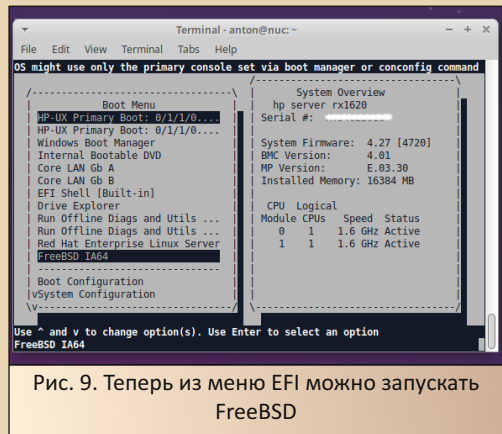 Terminal - anton@nuc: ~
File Edit View Terminal Tabs Help
OS might use only the primary console set via boot manager or conconfig command
Boot Menu
HP-UX Primary Boot: 0/1/1/0....
HP-UX Primary Boot: 0/1/1/0....
Windows Boot Manager
Internal Bootable DVD
Core LAN Gb A
Core LAN Gb B
EFI Shell [Built-in]
Drive Explorer
Run Offline Diags and Utils ...
Run Offline Diags and Utils ...
Red Hat Enterprise Linux Server
FreeBSD IA64
Boot Configuration
vSystem Configuration
System Overview
hp server rx1620
Serial #:
System Firmware: 4.27 [4720]
BMC Version: 4.01
MP Version: E.03.30
Installed Memory: 16384 MB
CPU Logical
Module CPUs Speed Status
0 1 1.6 GHz Active
1 1 1.6 GHz Active
Use ^ and v to change option(s). Use Enter to select an option
FreeBSD IA64
Рис. 9. Теперь из меню EFI можно запускать
FreeBSD